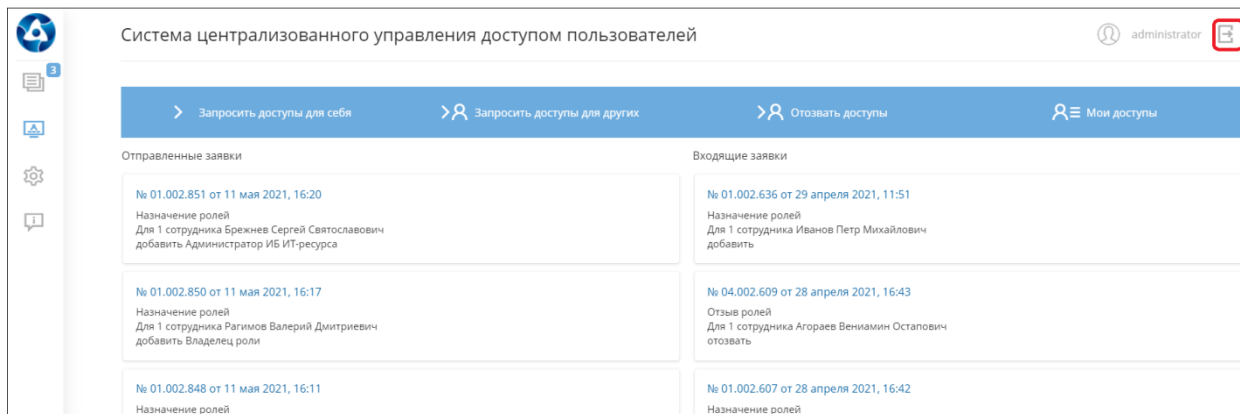 Система централизованного управления доступом пользователей
administrator
3
Запросить доступы для себя
Запросить доступы для других
Отозвать доступы
Мои доступы
Отправленные заявки
№ 01.002.851 от 11 мая 2021, 16:20
Назначение ролей
Для 1 сотрудника Брежнев Сергей Святославович
добавить Администратор ИБ ИТ-ресурса
№ 01.002.850 от 11 мая 2021, 16:17
Назначение ролей
Для 1 сотрудника Рагимов Валерий Дмитриевич
добавить Владелец роли
№ 01.002.848 от 11 мая 2021, 16:11
Назначение ролей
Входящие заявки
№ 01.002.636 от 29 апреля 2021, 11:51
Назначение ролей
Для 1 сотрудника Иванов Петр Михайлович
добавить
№ 04.002.609 от 28 апреля 2021, 16:43
Отзыв ролей
Для 1 сотрудника Агораев Вениамин Остапович
отозвать
№ 01.002.607 от 28 апреля 2021, 16:42
Назначение ролей